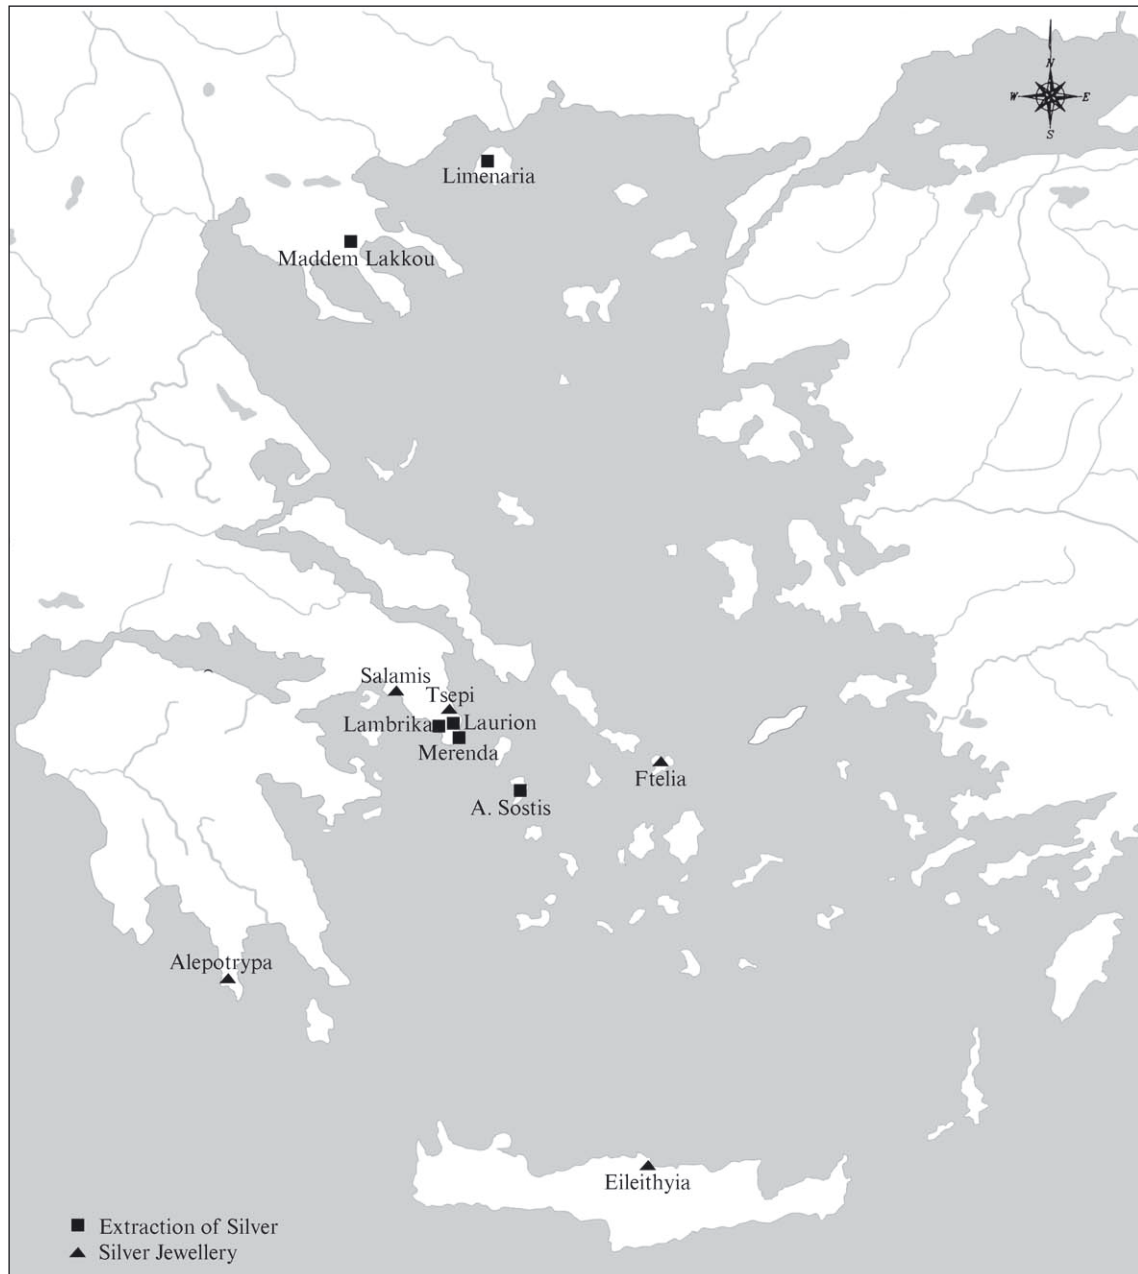 N
W E
S
Limenaria
Maddem Lakkou
Salamis
Tsepi
Lambrika Laurion
Merenda
Ftelia
A. Sostis
Alepotrypa
Eileithyia
Extraction of Silver
Silver Jewellery